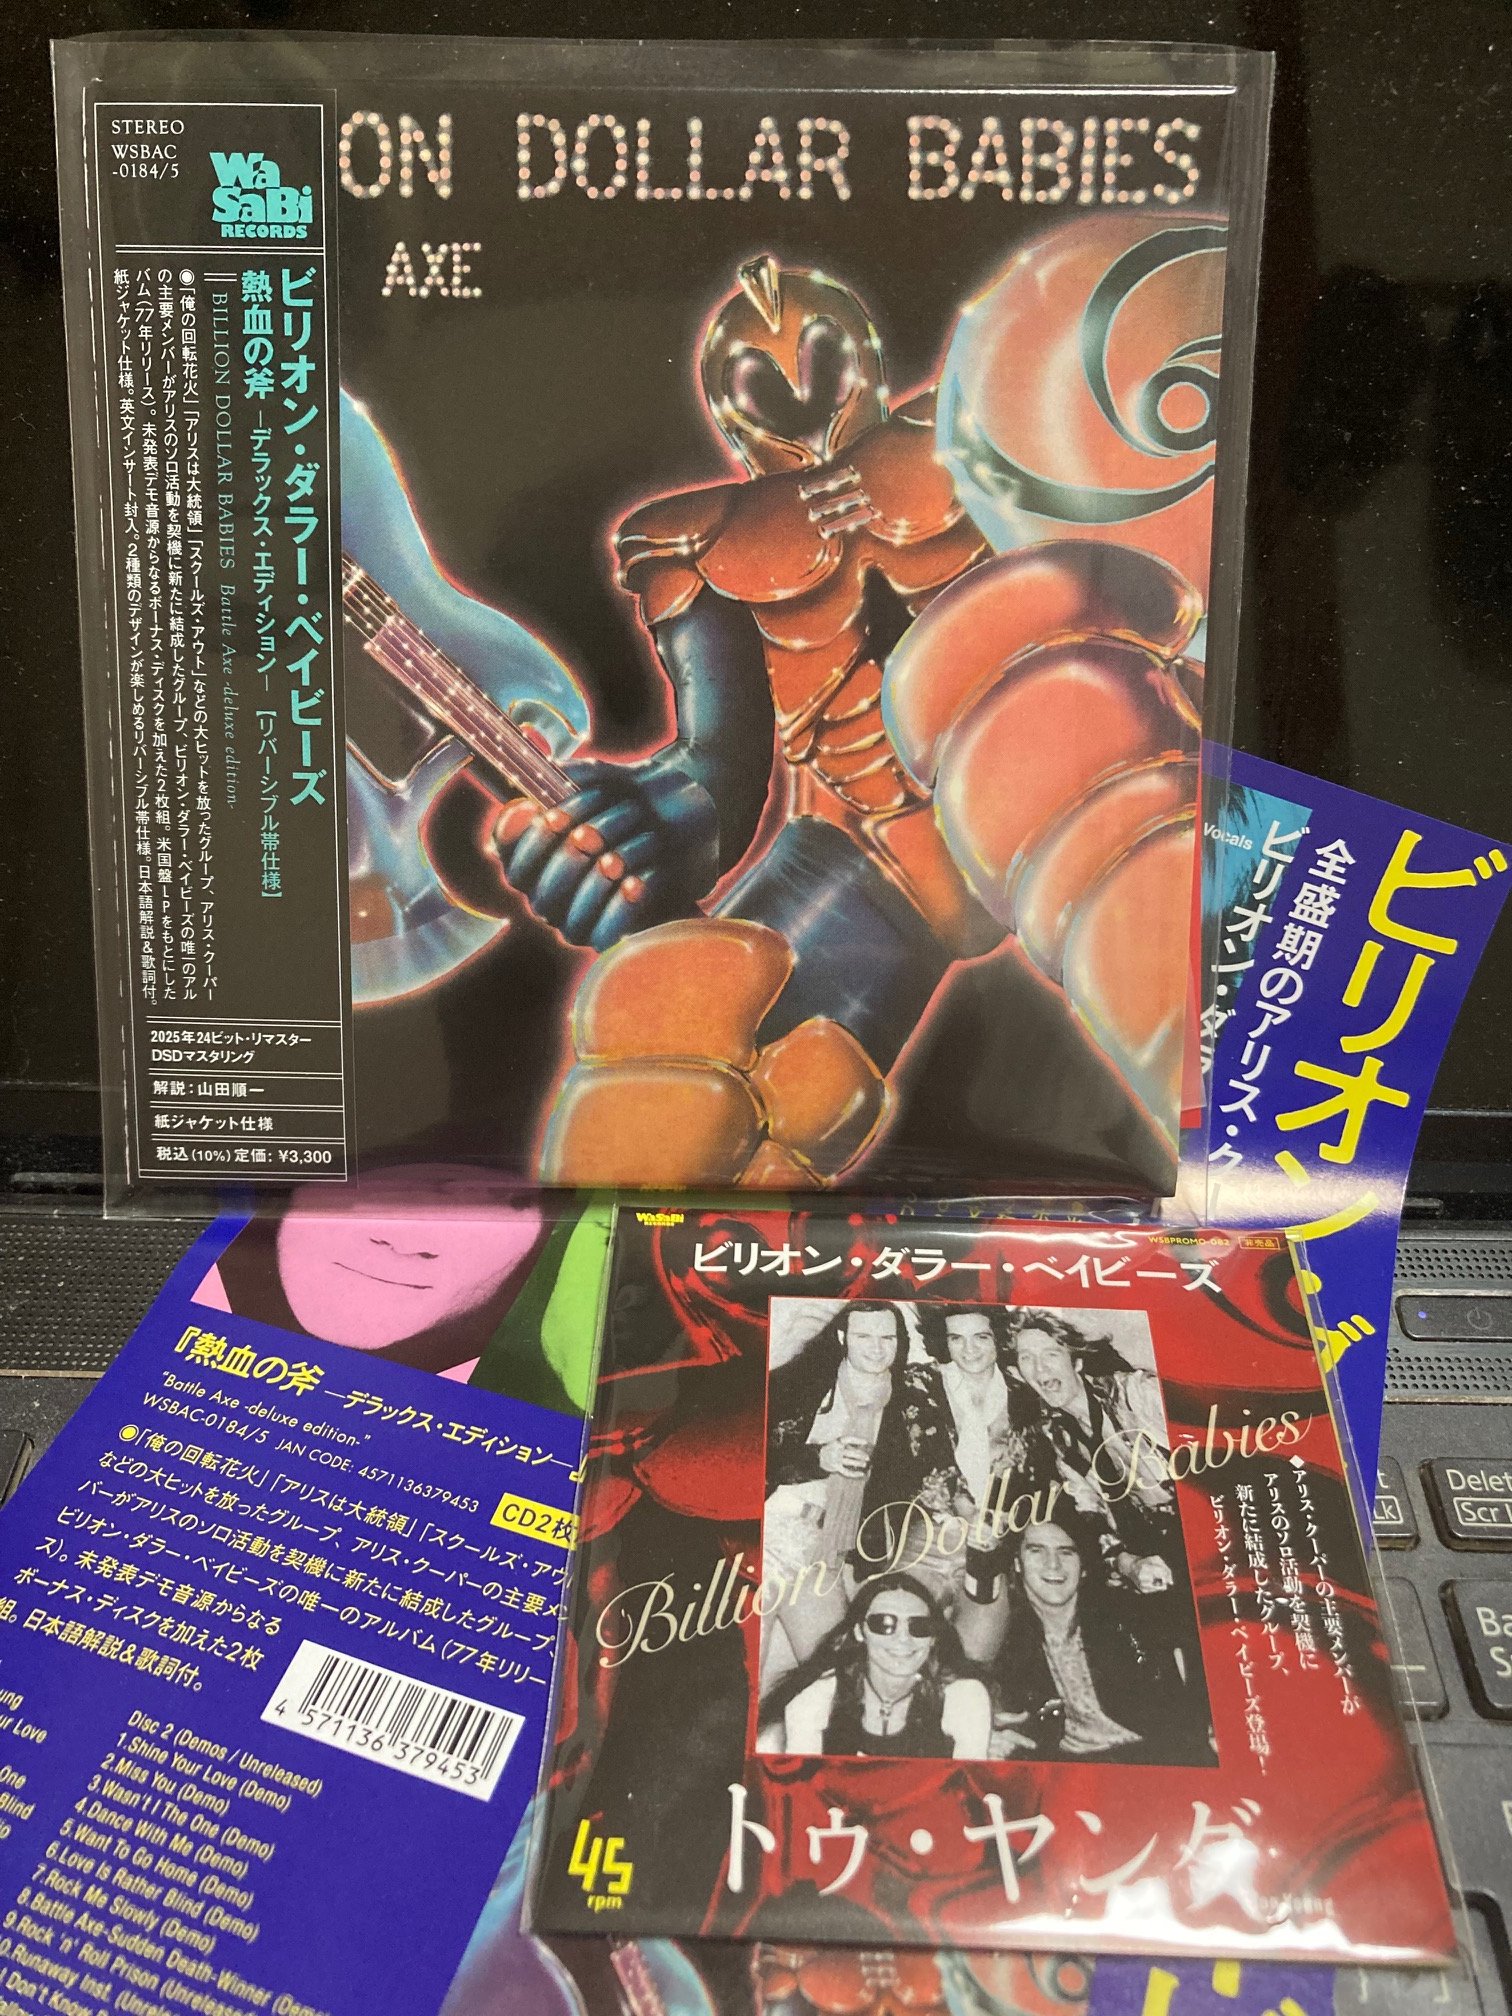 STEREO
WSBAC
-0184/5
WaSaBi
RECORDS
ON DOLLAR BABIES
AXE
ビリオン・ダラー・ベイビーズ
熱血の斧 ―デラックス・エディション― [リバーシブル帯仕様]
BILLION DOLLAR BABIES Battle Axe -deluxe edition-
◉「俺の回転花火」「アリスは大統領」「スクールズ・アウト」などの大ヒットを放ったグループ、アリス・クーパー
の主要メンバーがアリスのソロ活動を契機に新たに結成したグループ、ビリオン・ダラー・ベイビーズの唯一のアル
バム(77年リリース)。未発表デモ音源からなるボーナス・ディスクを加えた2枚組。米国盤LPをもとにした
紙ジャケット仕様。英文インサート封入。2種類のデザインが楽しめるリバーシブル帯仕様。日本語解説&歌詞付。
2025年24ビット・リマスター
DSDマスタリング
解説:山田順一
紙ジャケット仕様
税込(10%)定価:¥3,300
ビリオン・ダ
全盛期のアリス・クー
Vocals
ビリオン・ダラ
『熱血の斧 ―デラックス・エディション―』
"Battle Axe -deluxe edition-"
WSBAC-0184/5 JAN CODE: 4571136379453
CD2枚
◉「俺の回転花火」「アリスは大統領」「スクールズ・アウ
などの大ヒットを放ったグループ、アリス・クーパーの主要メン
バーがアリスのソロ活動を契機に新たに結成したグループ、
ビリオン・ダラー・ベイビーズの唯一のアルバム(77年リリー
ス)。未発表デモ音源からなる
ボーナス・ディスクを加えた2枚
組。日本語解説&歌詞付。
4 571136 379453
ung
ur Love
One
Blind
Disc 2 (Demos / Unreleased)
1.Shine Your Love (Demo)
2.Miss You (Demo)
3.Wasn't I The One (Demo)
4.Dance With Me (Demo)
5.Want To Go Home (Demo)
6.Love Is Rather Blind (Demo)
7.Rock Me Slowly (Demo)
8.Battle Axe-Sudden Death-Winner (Demo)
9.Rock 'n' Roll Prison (Unreleased
0.Runaway Inst. (Unrele
I Don't Know
WaSaBi
RECORDS
WSBPROMO-082 非売品
ビリオン・ダラー・ベイビーズ
Billion Dollar Babies
◆アリス・クーパーの主要メンバーが
アリスのソロ活動を契機に
新たに結成したグループ、
ビリオン・ダラー・ベイビーズ登場!
トゥ・ヤング
45
rpm
Young
Delete
Scr